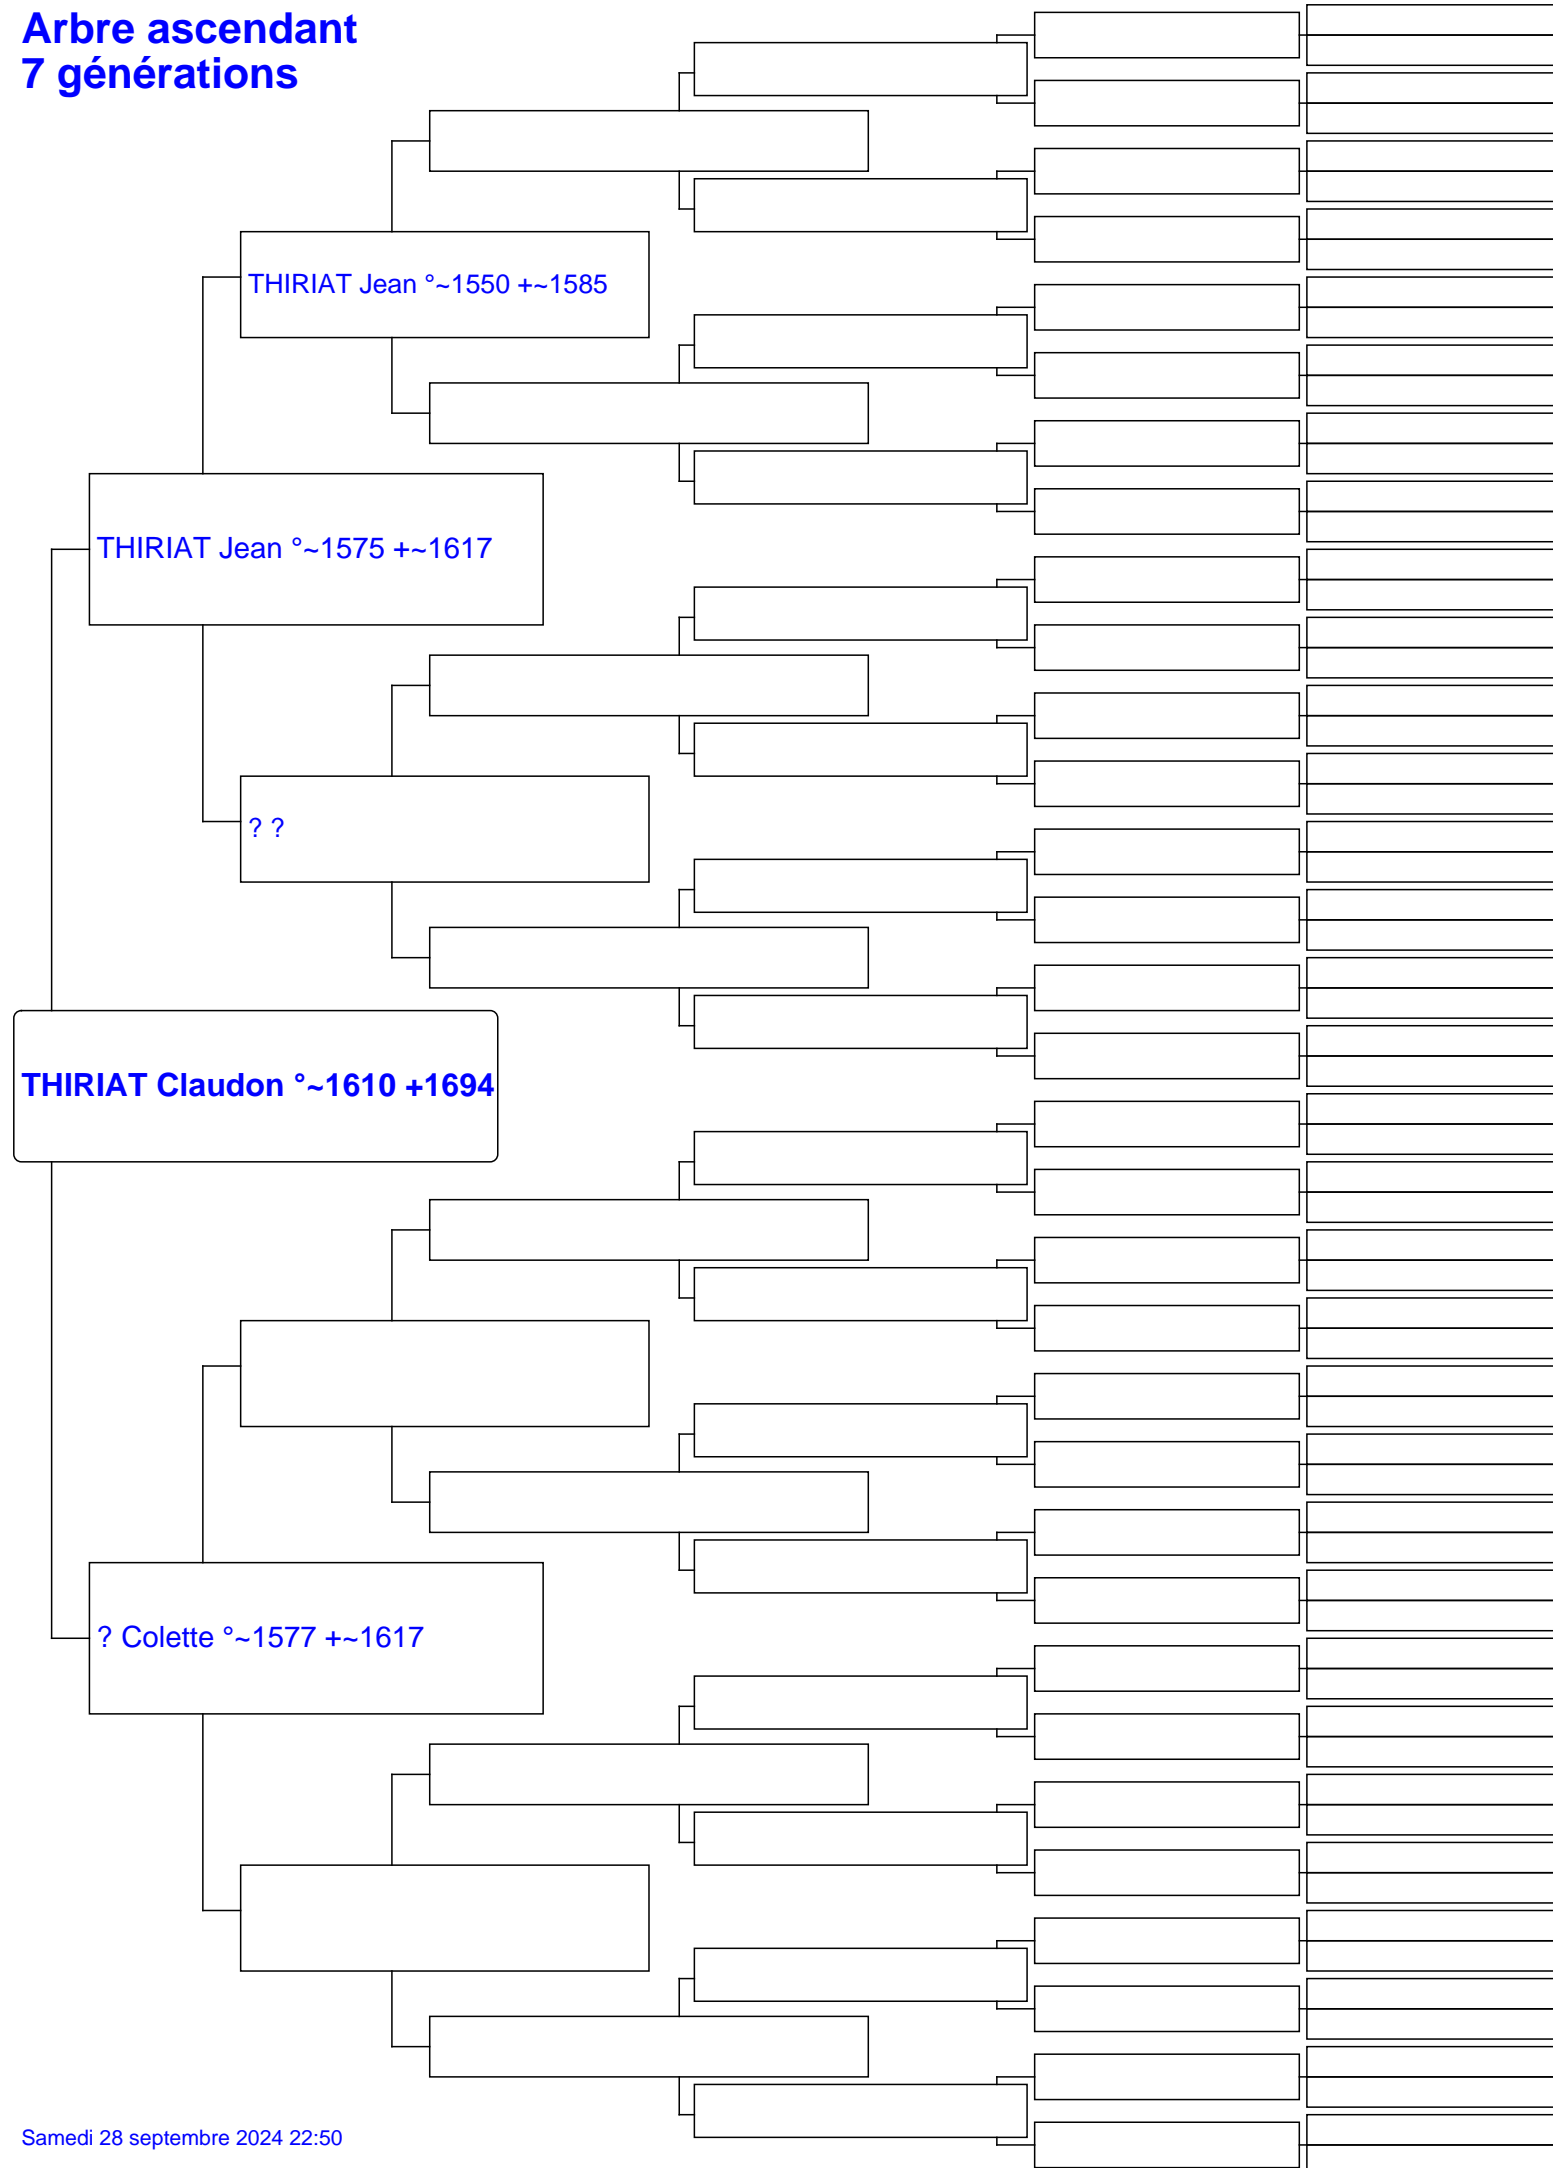 Arbre ascendant
7 générations
THIRIAT Jean °~1550 +~1585
THIRIAT Jean °~1575 +~1617
? ?
THIRIAT Claudon °~1610 +1694
? Colette °~1577 +~1617
Samedi 28 septembre 2024 22:50